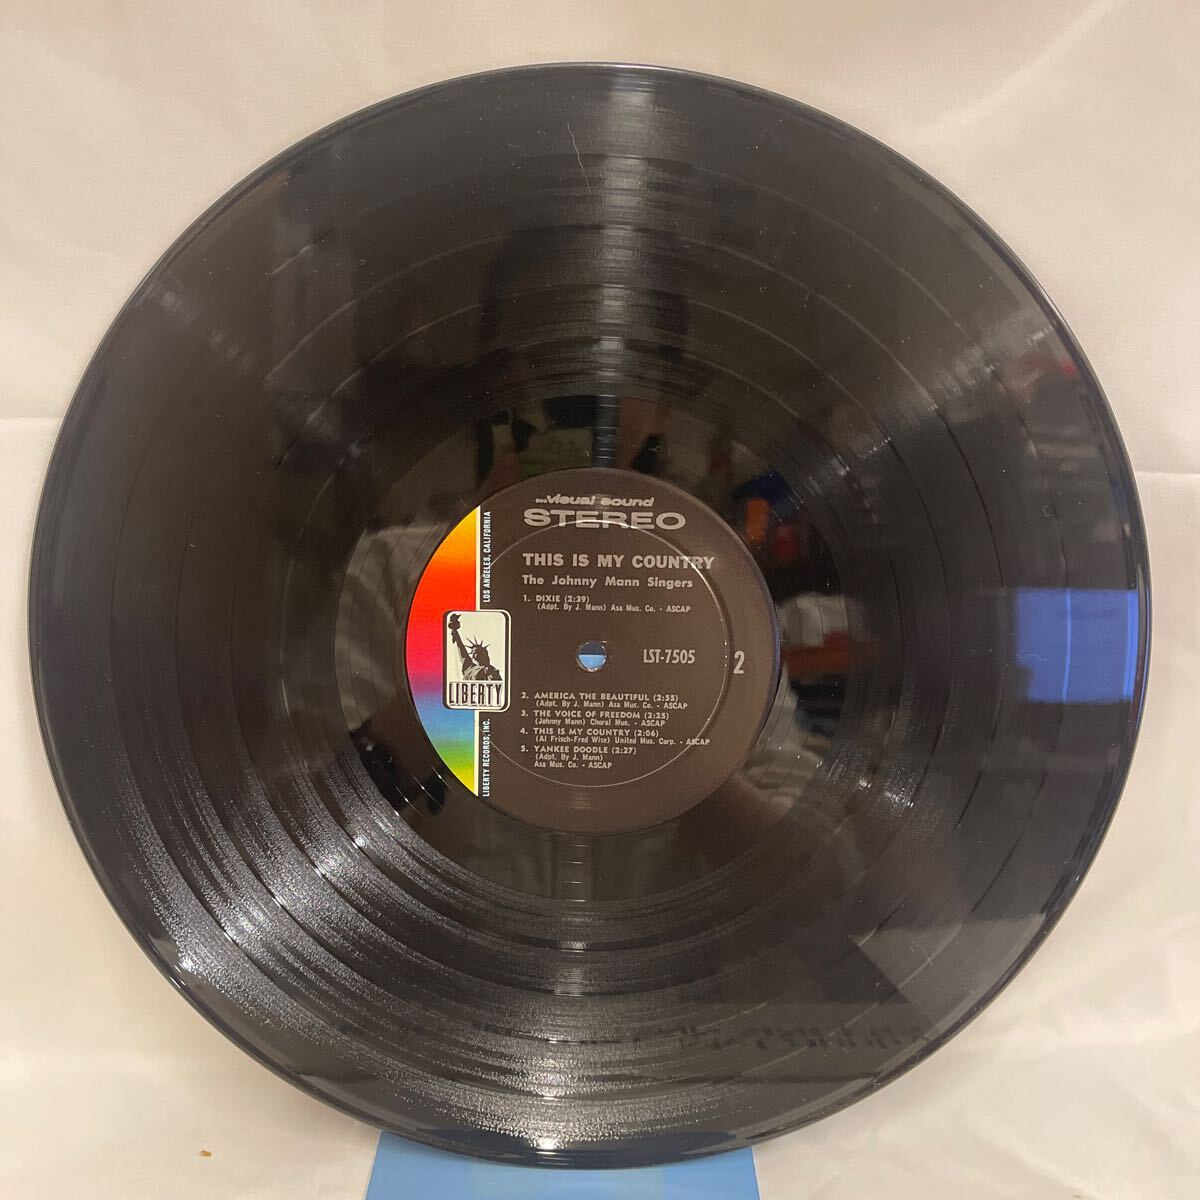 ...visual sound
STEREO
THIS IS MY COUNTRY
The Johnny Mann Singers
1. DIXIE (2:39)
(Adpt. By J. Mann) Asa Mus. Co. - ASCAP
LST-7505
2
2. AMERICA THE BEAUTIFUL (2:55)
(Adpt. By J. Mann) Asa Mus. Co. - ASCAP
3. THE VOICE OF FREEDOM (2:25)
(Johnny Mann) Choral Mus. - ASCAP
4. THIS IS MY COUNTRY (2:06)
(Al Frisch-Fred Wise) United Mus. Corp. - ASCAP
5. YANKEE DOODLE (2:27)
(Adpt. By J. Mann)
Asa Mus. Co. - ASCAP
LIBERTY
LIBERTY RECORDS, INC.
LOS ANGELES, CALIFORNIA